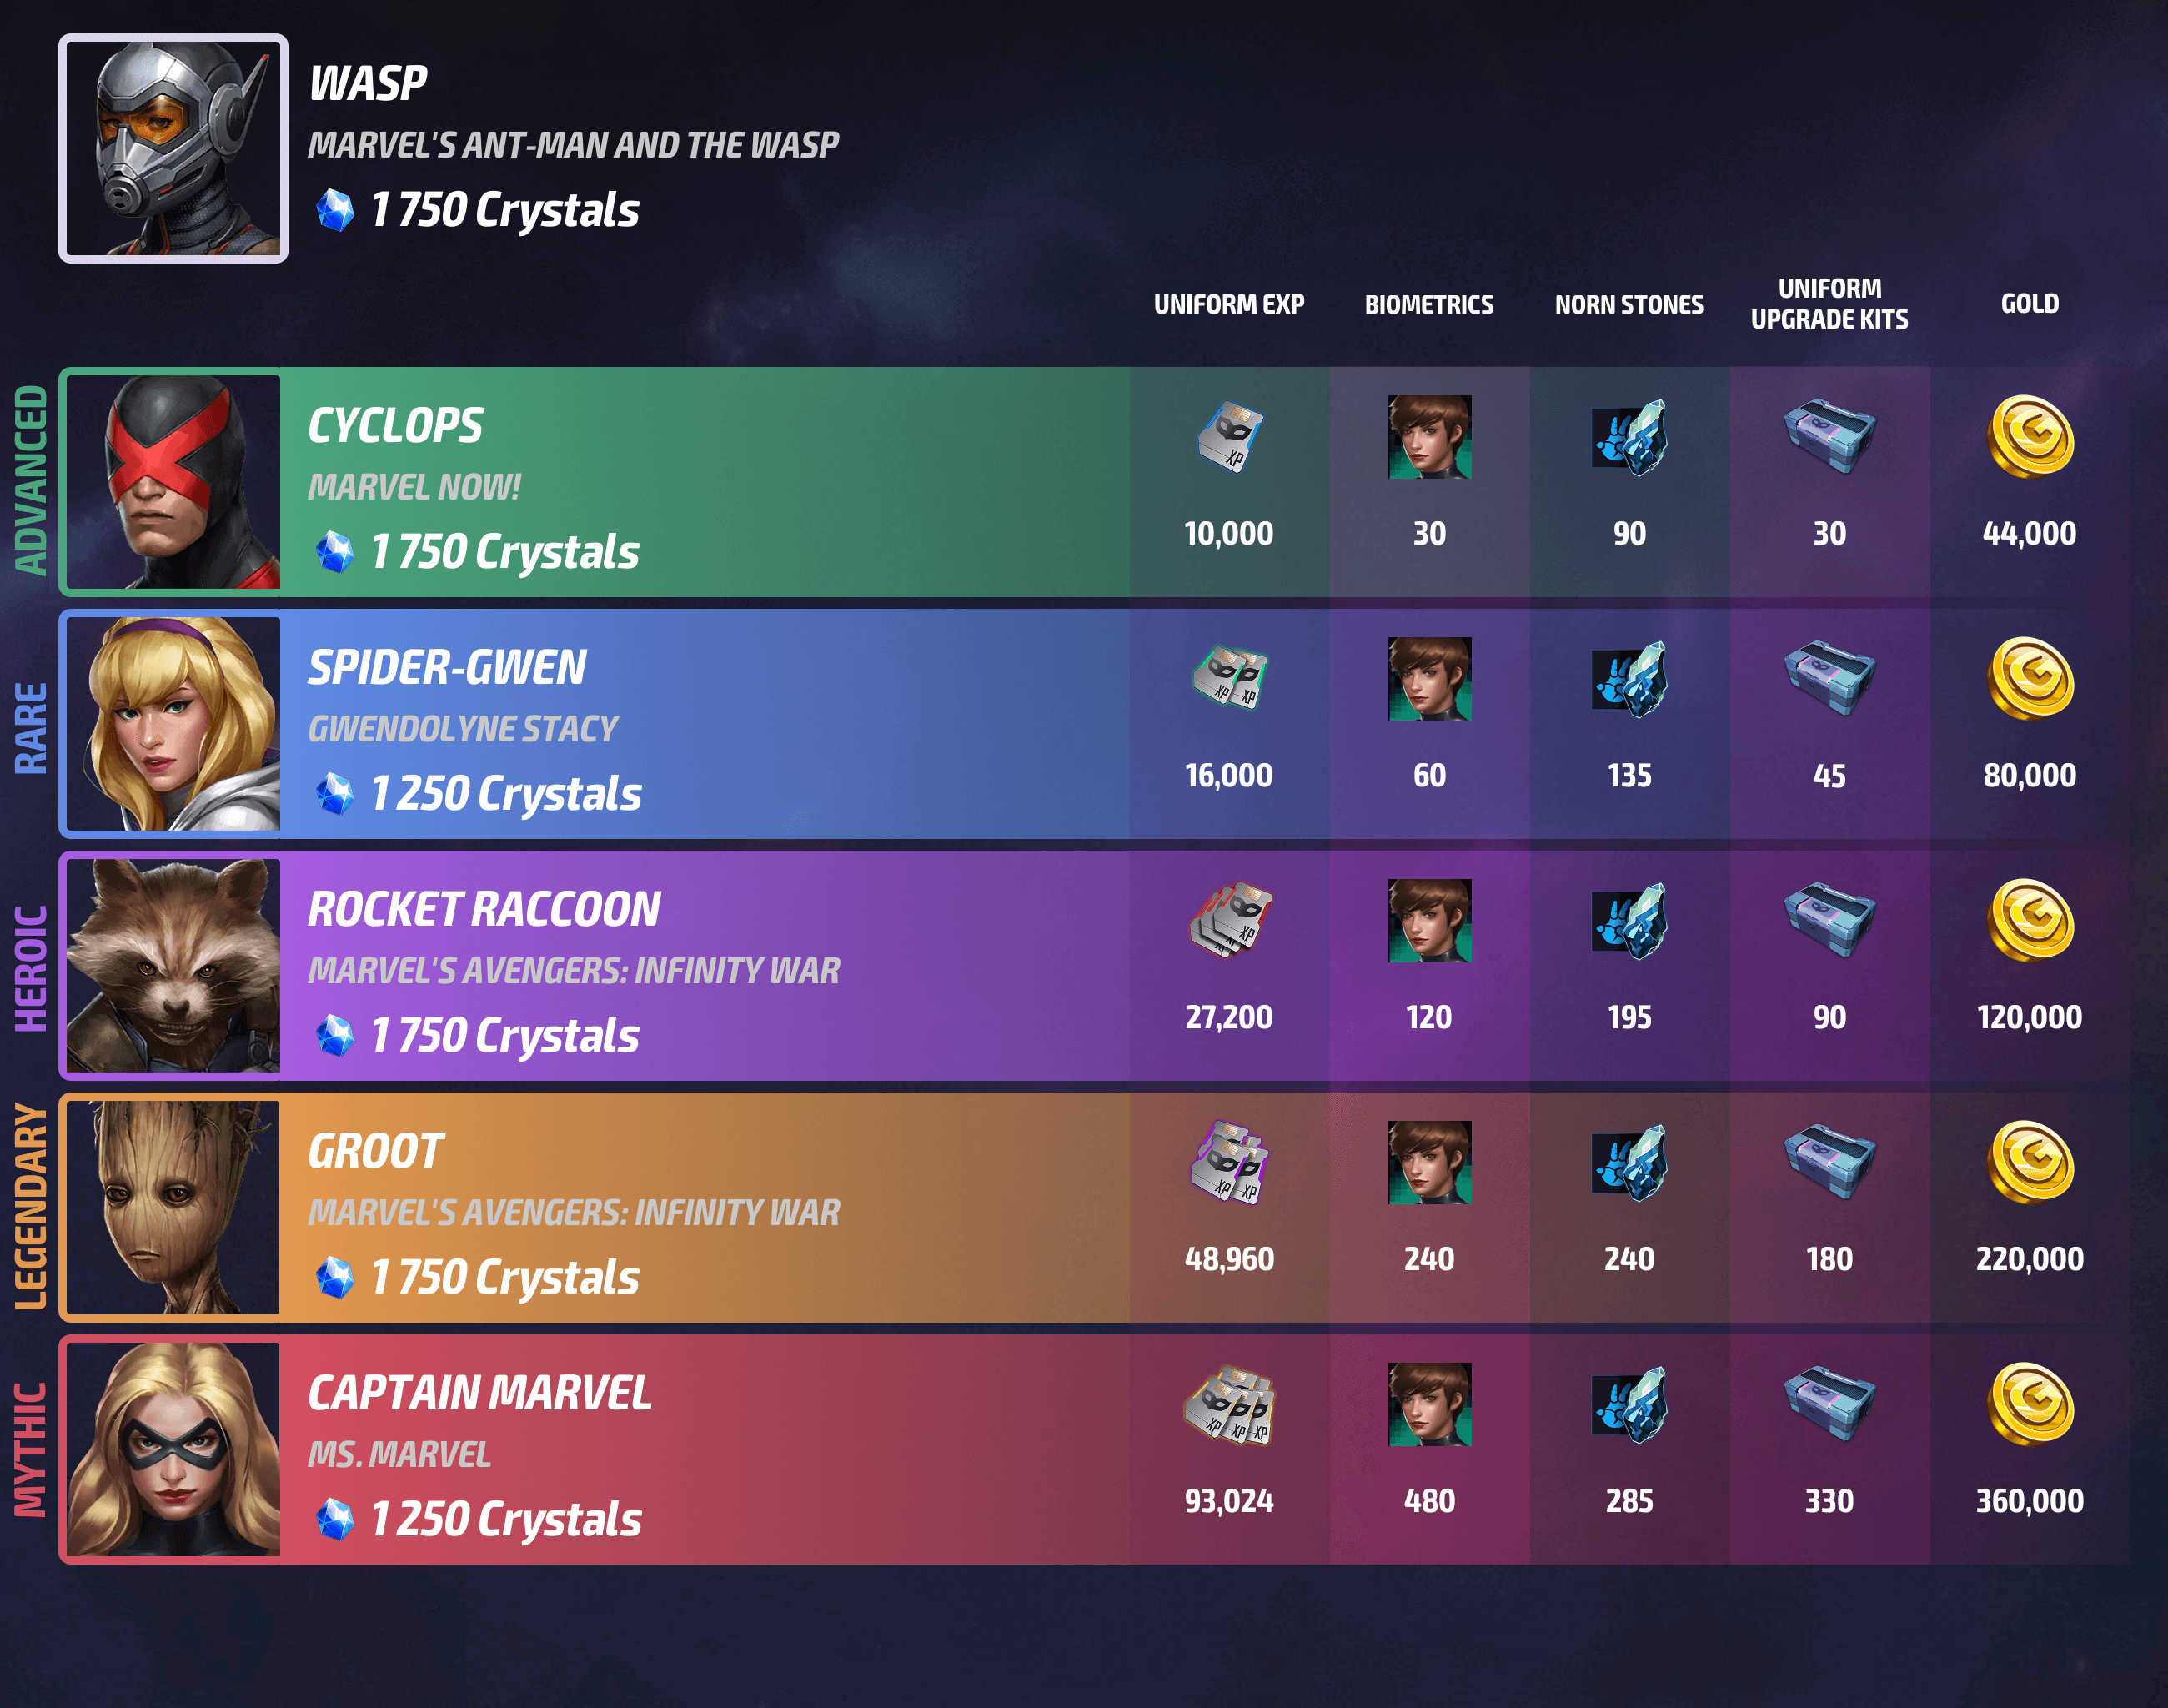 WASP
MARVEL'S ANT-MAN AND THE WASP
1 750 Crystals
UNIFORM EXP
BIOMETRICS
NORN STONES
UNIFORM
UPGRADE KITS
GOLD
ADVANCED
CYCLOPS
MARVEL NOW!
1 750 Crystals
XP
10,000
30
90
30
44,000
RARE
SPIDER-GWEN
GWENDOLYNE STACY
1 250 Crystals
XP XP
16,000
60
135
45
80,000
HEROIC
ROCKET RACCOON
MARVEL'S AVENGERS: INFINITY WAR
1 750 Crystals
XP
27,200
120
195
90
120,000
LEGENDARY
GROOT
MARVEL'S AVENGERS: INFINITY WAR
1 750 Crystals
XP XP
48,960
240
240
180
220,000
MYTHIC
CAPTAIN MARVEL
MS. MARVEL
1 250 Crystals
XP XP XP
93,024
480
285
330
360,000